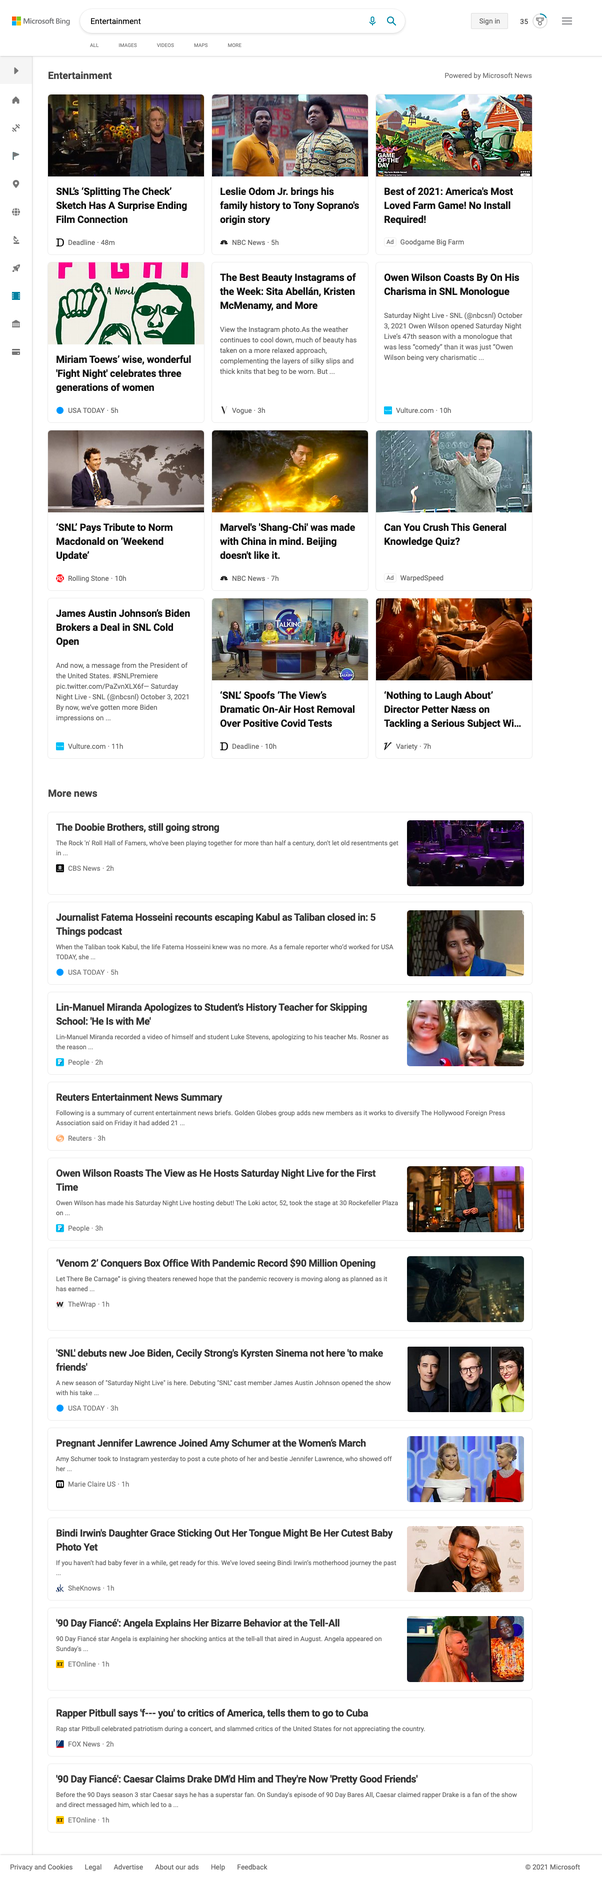 Microsoft Bing
Entertainment
Sign in
35
ALL IMAGES VIDEOS MAPS MORE
Entertainment
Powered by Microsoft News
SNL's 'Splitting The Check'
Sketch Has A Surprise Ending
Film Connection
Deadline · 48m
Leslie Odom Jr. brings his
family history to Tony Soprano's
origin story
NBC News · 5h
GAME OF
THE DAY
Best of 2021: America's Most
Loved Farm Game! No Install
Required!
Ad Goodgame Big Farm
FIGHT
A Novel
Miriam Toews' wise, wonderful
'Fight Night' celebrates three
generations of women
USA TODAY · 5h
The Best Beauty Instagrams of
the Week: Sita Abellán, Kristen
McMenamy, and More
View the Instagram photo.As the weather
continues to cool down, much of beauty has
taken on a more relaxed approach,
complementing the layers of silky slips and
thick knits that beg to be worn. But ...
Vogue · 3h
Owen Wilson Coasts By On His
Charisma in SNL Monologue
Saturday Night Live - SNL (@nbcsnl) October
3, 2021 Owen Wilson opened Saturday Night
Live's 47th season with a monologue that
was less "comedy" than it was just "Owen
Wilson being very charismatic ...
Vulture.com · 10h
'SNL' Pays Tribute to Norm
Macdonald on 'Weekend
Update'
Rolling Stone · 10h
Marvel's 'Shang-Chi' was made
with China in mind. Beijing
doesn't like it.
NBC News · 7h
Can You Crush This General
Knowledge Quiz?
Ad WarpedSpeed
James Austin Johnson's Biden
Brokers a Deal in SNL Cold
Open
And now, a message from the President of
the United States. #SNLPremiere
pic.twitter.com/PaZvnXLX6f— Saturday
Night Live - SNL (@nbcsnl) October 3, 2021
By now, we've gotten more Biden
impressions on ...
Vulture.com · 11h
TALKING
'SNL' Spoofs 'The View's
Dramatic On-Air Host Removal
Over Positive Covid Tests
Deadline · 10h
'Nothing to Laugh About'
Director Petter Næss on
Tackling a Serious Subject Wi...
Variety · 7h
More news
The Doobie Brothers, still going strong
The Rock 'n' Roll Hall of Famers, who've been playing together for more than half a century, don't let old resentments get
in ...
CBS News · 2h
Journalist Fatema Hosseini recounts escaping Kabul as Taliban closed in: 5
Things podcast
When the Taliban took Kabul, the life Fatema Hosseini knew was no more. As a female reporter who'd worked for USA
TODAY, she ...
USA TODAY · 5h
Lin-Manuel Miranda Apologizes to Student's History Teacher for Skipping
School: 'He Is with Me'
Lin-Manuel Miranda recorded a video of himself and student Luke Stevens, apologizing to his teacher Ms. Rosner as
the reason ...
People · 2h
Reuters Entertainment News Summary
Following is a summary of current entertainment news briefs. Golden Globes group adds new members as it works to diversify The Hollywood Foreign Press
Association said on Friday it had added 21 ...
Reuters · 3h
Owen Wilson Roasts The View as He Hosts Saturday Night Live for the First
Time
Owen Wilson has made his Saturday Night Live hosting debut! The Loki actor, 52, took the stage at 30 Rockefeller Plaza
on ...
People · 3h
'Venom 2' Conquers Box Office With Pandemic Record $90 Million Opening
Let There Be Carnage" is giving theaters renewed hope that the pandemic recovery is moving along as planned as it
has earned ...
TheWrap · 1h
'SNL' debuts new Joe Biden, Cecily Strong's Kyrsten Sinema not here 'to make
friends'
A new season of "Saturday Night Live" is here. Debuting "SNL" cast member James Austin Johnson opened the show
with his take ...
USA TODAY · 3h
Pregnant Jennifer Lawrence Joined Amy Schumer at the Women's March
Amy Schumer took to Instagram yesterday to post a cute photo of her and bestie Jennifer Lawrence, who showed off
her ...
Marie Claire US · 1h
Bindi Irwin's Daughter Grace Sticking Out Her Tongue Might Be Her Cutest Baby
Photo Yet
If you haven't had baby fever in a while, get ready for this. We've loved seeing Bindi Irwin's motherhood journey the past
...
SheKnows · 1h
'90 Day Fiancé': Angela Explains Her Bizarre Behavior at the Tell-All
90 Day Fiancé star Angela is explaining her shocking antics at the tell-all that aired in August. Angela appeared on
Sunday's ...
ETOnline · 1h
Rapper Pitbull says 'f--- you' to critics of America, tells them to go to Cuba
Rap star Pitbull celebrated patriotism during a concert, and slammed critics of the United States for not appreciating the country.
FOX News · 2h
'90 Day Fiancé': Caesar Claims Drake DM'd Him and They're Now 'Pretty Good Friends'
Before the 90 Days season 3 star Caesar says he has a superstar fan. On Sunday's episode of 90 Day Bares All, Caesar claimed rapper Drake is a fan of the show
and direct messaged him, which led to a ...
ETOnline · 1h
Privacy and Cookies Legal Advertise About our ads Help Feedback
© 2021 Microsoft